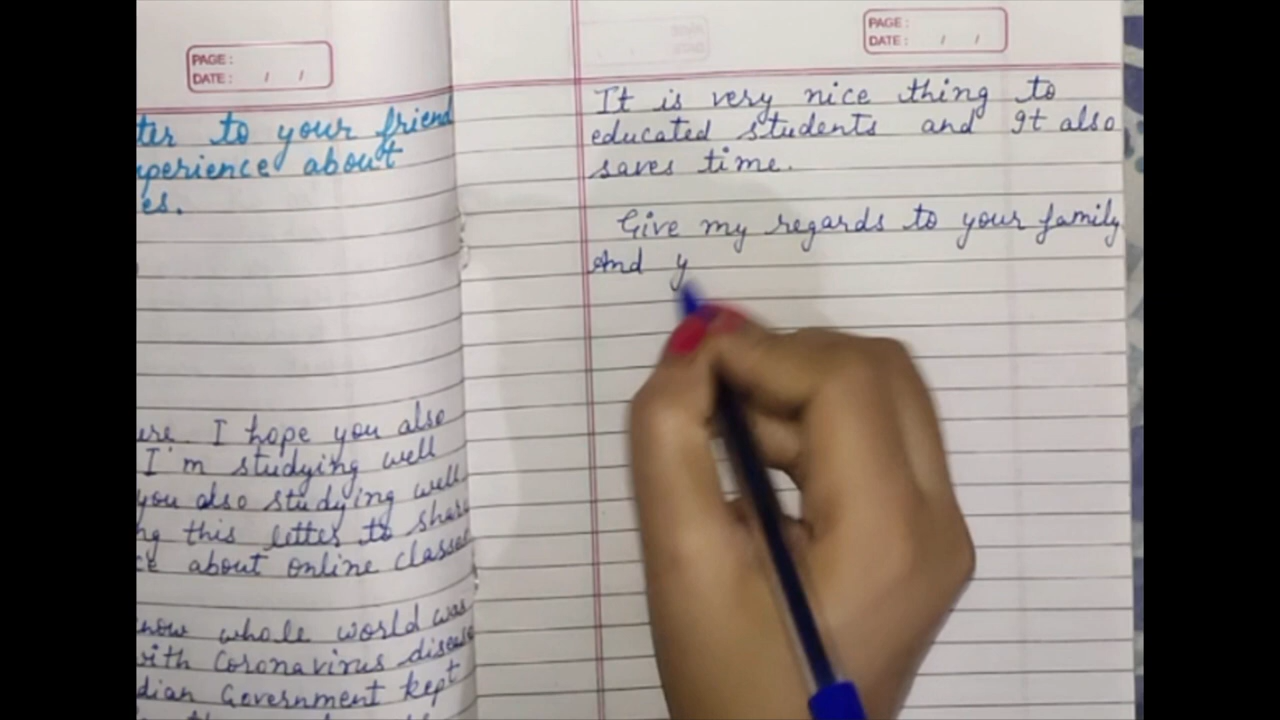 PAGE :
DATE : / /
ter to your friend
xperience about
es.
ere. I hope you also
I'm studying well
you also studying well
ng this letter to share
ce about online classes
now whole world was
with Coronavirus disease
dian Government kept
PAGE :
DATE : / /
It is very nice thing to
educated students and It also
saves time.
Give my regards to your family
And y